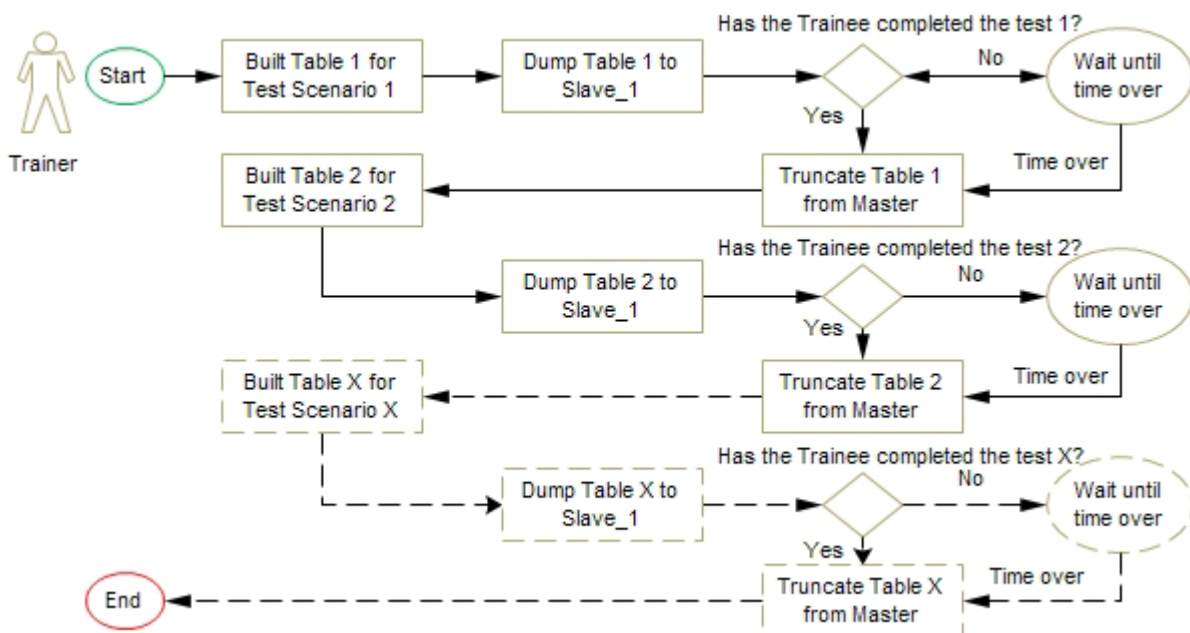 Has the Trainee completed the test 1?
Start
Built Table 1 for
Test Scenario 1
Dump Table 1 to
Slave_1
No
Wait until
time over
Yes
Trainer
Time over
Truncate Table 1
from Master
Built Table 2 for
Test Scenario 2
Has the Trainee completed the test 2?
Dump Table 2 to
Slave_1
No
Wait until
time over
Yes
Time over
Truncate Table 2
from Master
Built Table X for
Test Scenario X
Has the Trainee completed the test X?
Dump Table X to
Slave_1
No
Wait until
time over
Yes
Time over
Truncate Table X
from Master
End